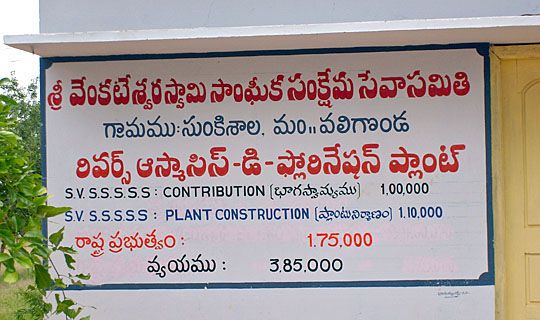 శ్రీ వేంకటేశ్వరస్వామి సాంఘీక సంక్షేమ సేవాసమితి
గ్రామము:సుంకిశాల, మం॥ వలిగొండ
రివర్స్ ఆస్మాసిస్-డి-ఫ్లోరినేషన్ ప్లాంట్
S.V. S.S.S.S.S : CONTRIBUTION (భాగస్వామ్యము) 1,00,000
S.V. S.S.S.S.S : PLANT CONSTRUCTION (ప్లాంటునిర్మాణం) 1,10,000
రాష్ట్ర ప్రభుత్వం : 1.75,000
వ్యయము : 3,85,000